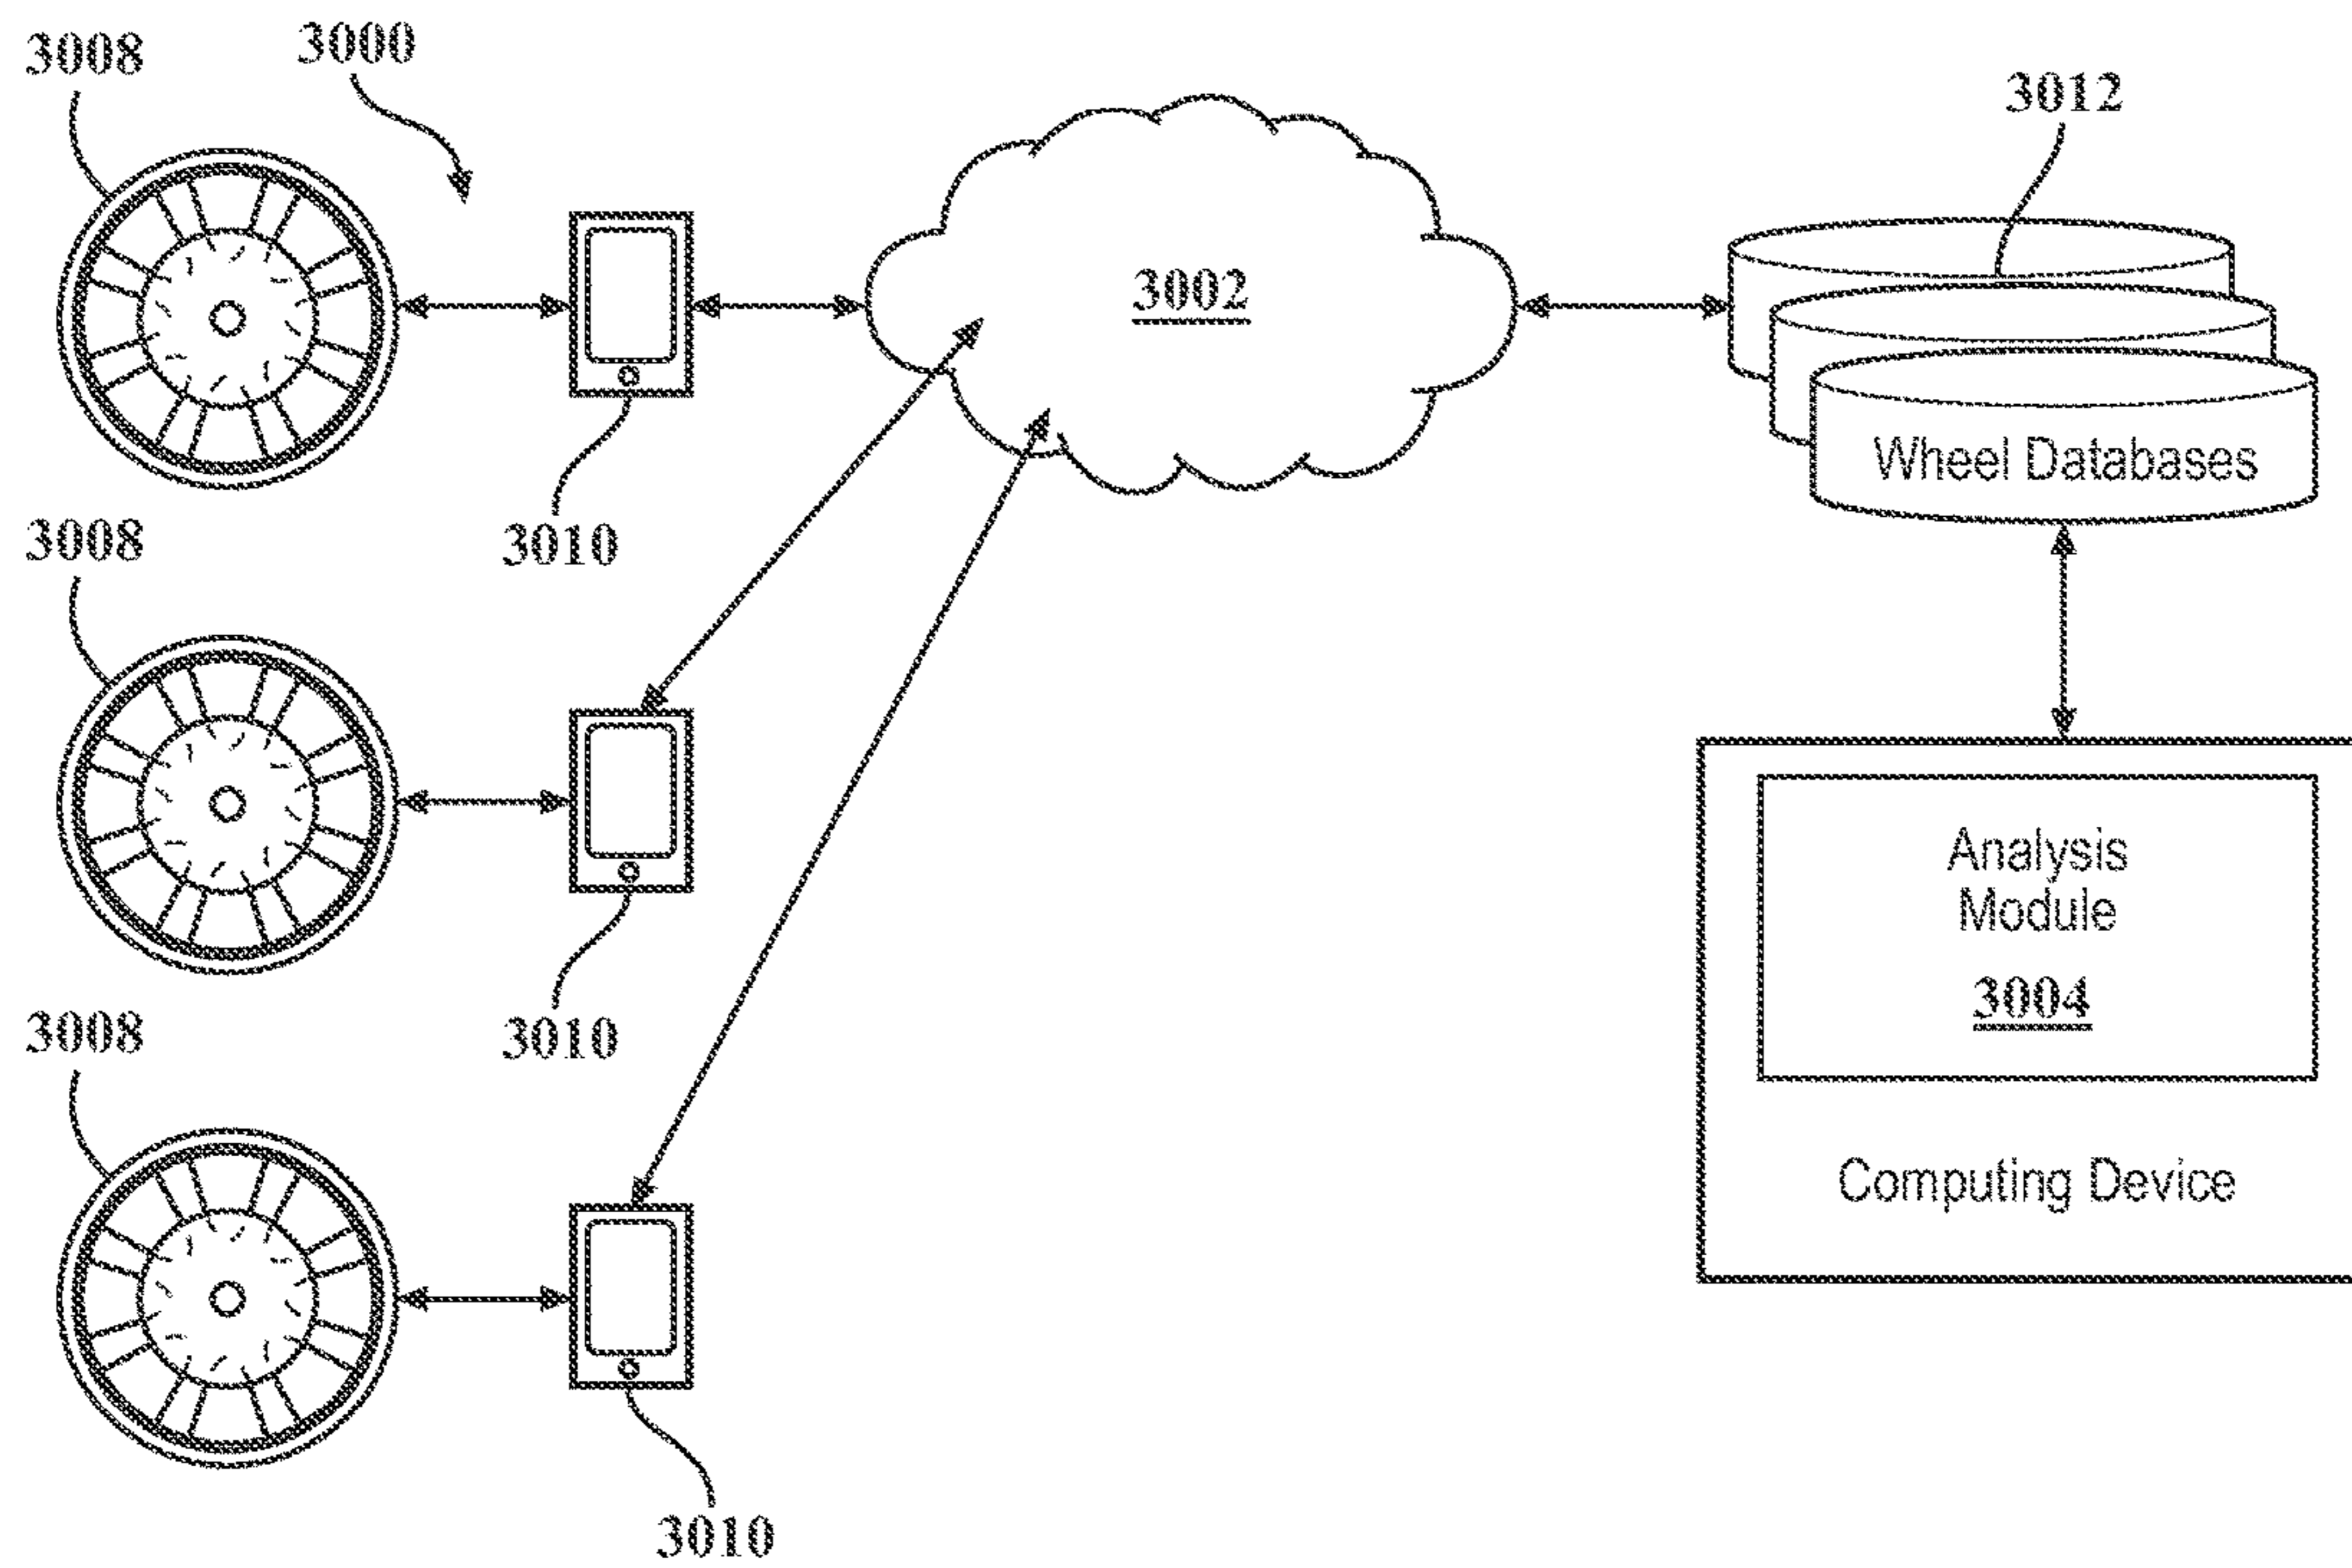 3008
3000
3012
3002
3010
Wheel Databases
3008
Analysis
Module
3004
3010
3008
Computing Device
3010